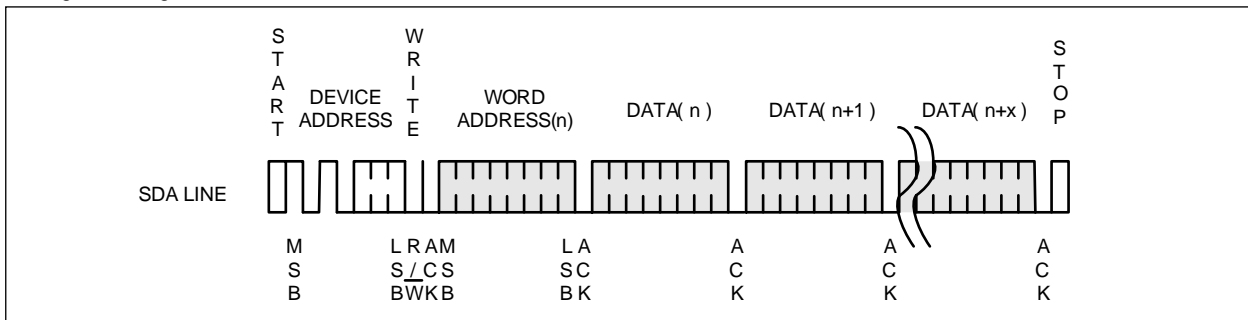 START
WRITE
STOP
DEVICE
ADDRESS
WORD
ADDRESS(n)
DATA( n )
DATA( n+1 )
DATA( n+x )
SDA LINE
MSB
LSB
R/W
ACK
MSB
LSB
ACK
ACK
ACK
ACK